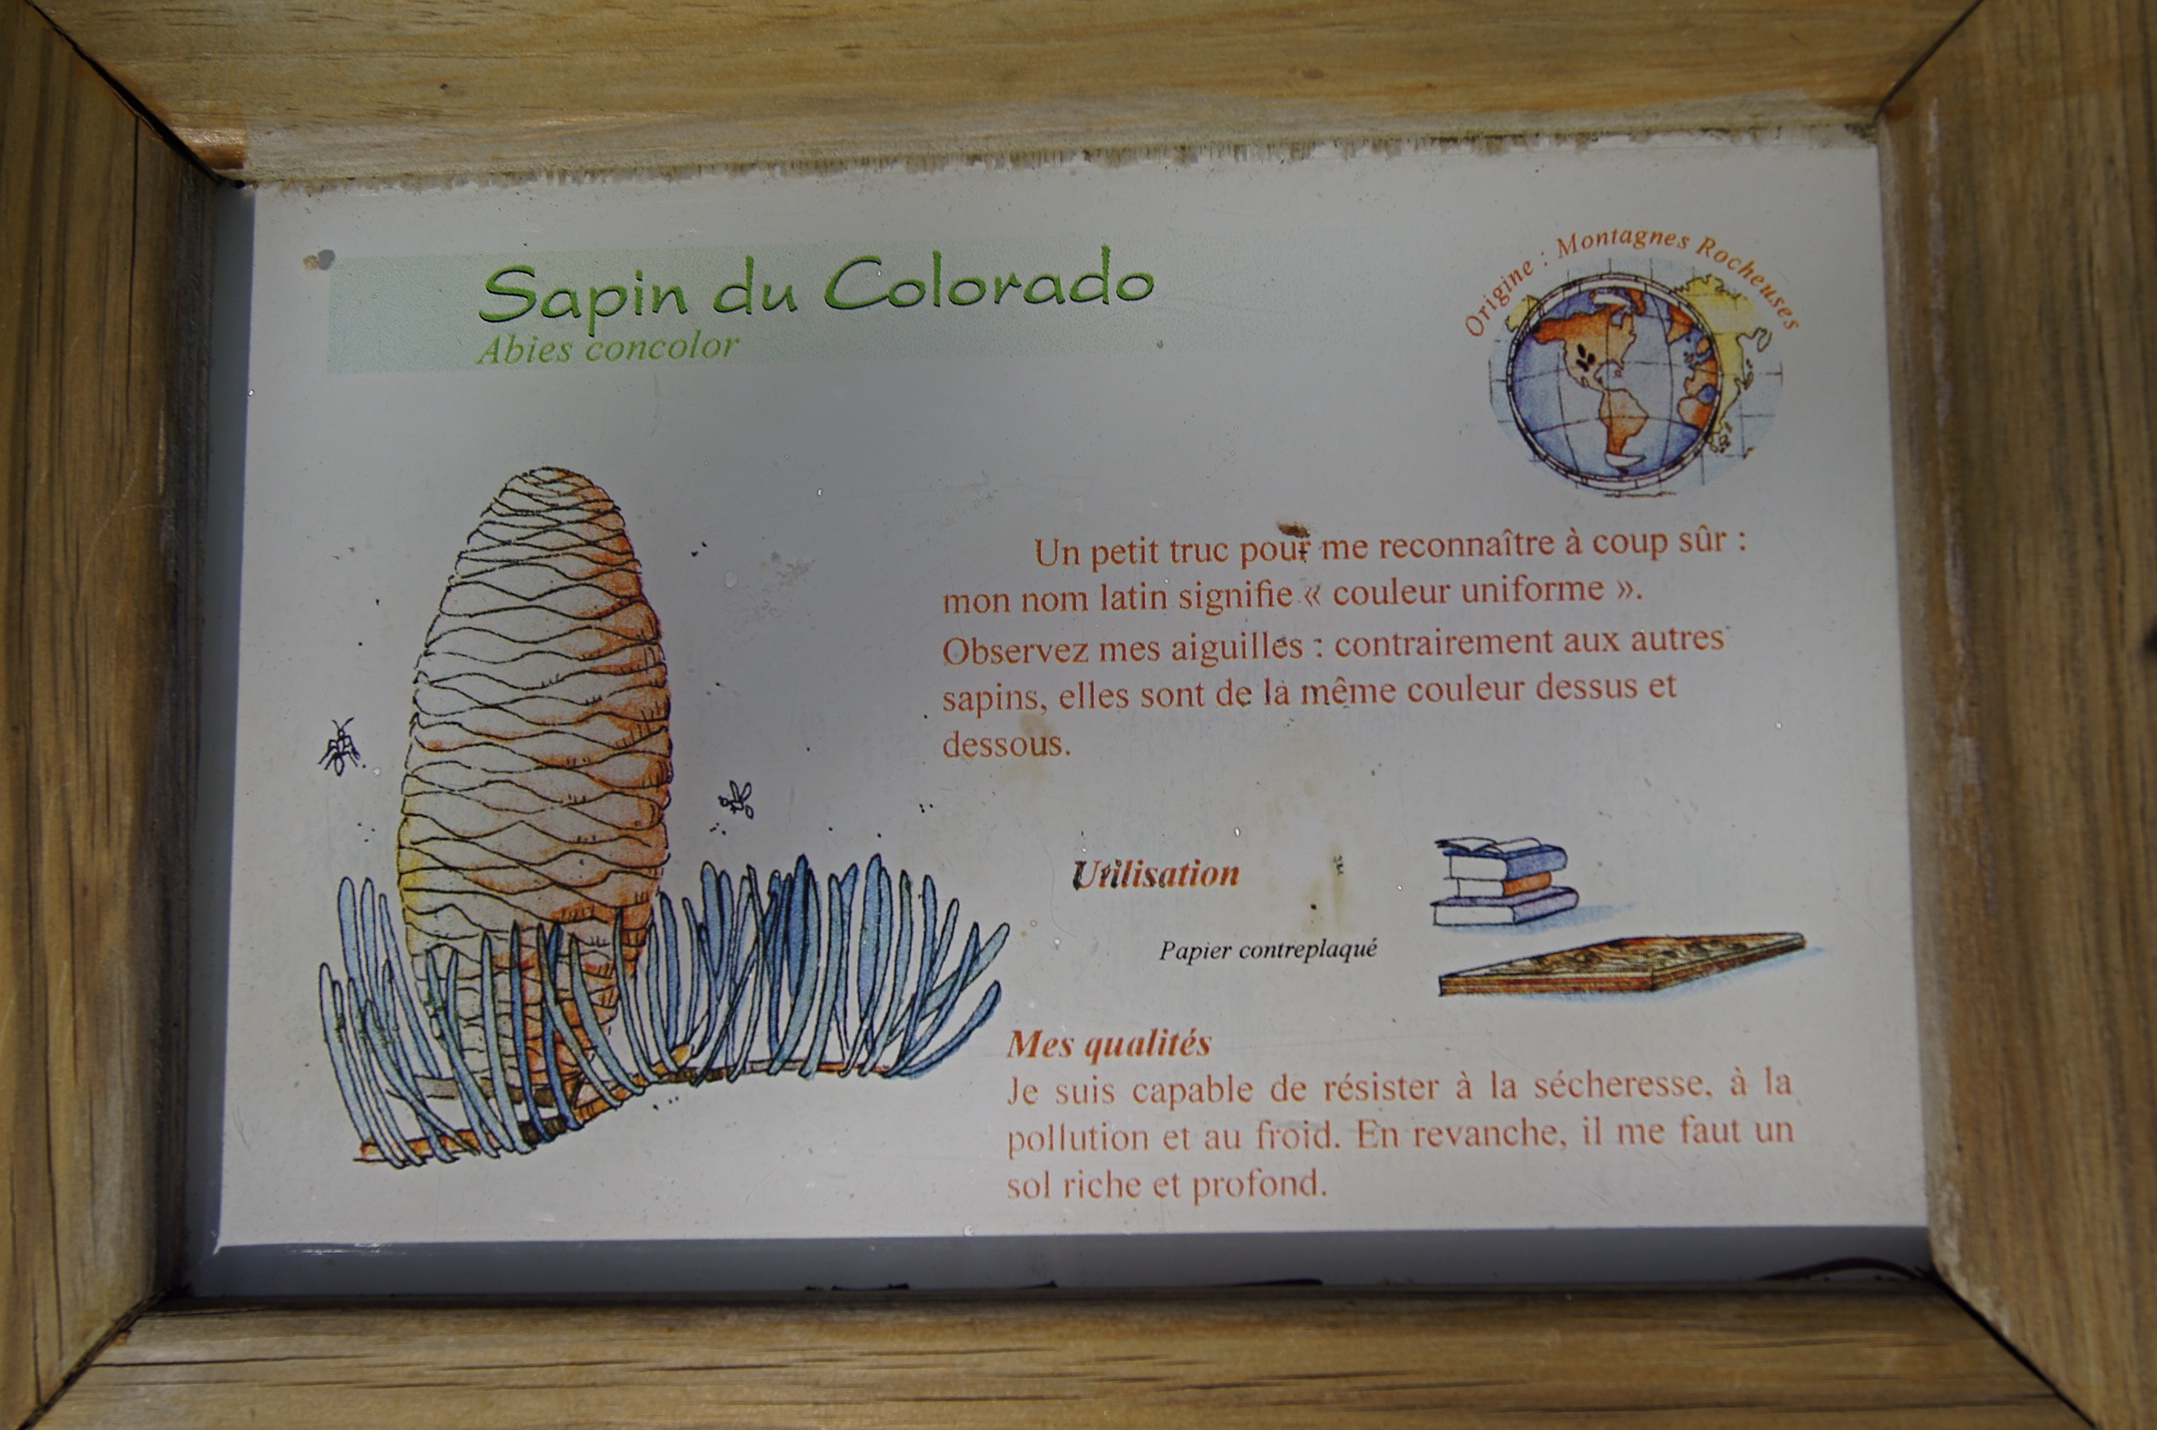 Sapin du Colorado
Abies concolor
Origine : Montagnes Rocheuses
Un petit truc pour me reconnaître à coup sûr :
mon nom latin signifie « couleur uniforme ».
Observez mes aiguilles : contrairement aux autres
sapins, elles sont de la même couleur dessus et
dessous.
Utilisation
Papier contreplaqué
Mes qualités
Je suis capable de résister à la sécheresse, à la
pollution et au froid. En revanche, il me faut un
sol riche et profond.